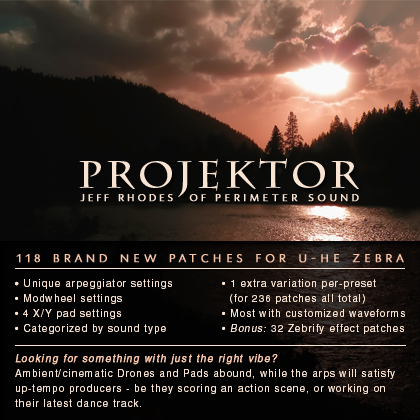 PROJEKTOR
JEFF RHODES OF PERIMETER SOUND
118 BRAND NEW PATCHES FOR U-HE ZEBRA
• Unique arpeggiator settings
• Modwheel settings
• 4 X/Y pad settings
• Categorized by sound type
• 1 extra variation per-preset
(for 236 patches all total)
• Most with customized waveforms
• Bonus: 32 Zebrify effect patches
Looking for something with just the right vibe?
Ambient/cinematic Drones and Pads abound, while the arps will satisfy
up-tempo producers - be they scoring an action scene, or working on
their latest dance track.